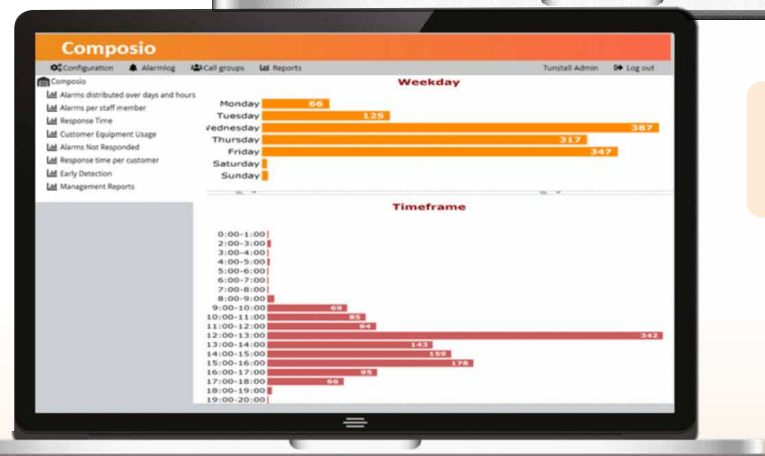 Composio
Configuration Alarmlog Call groups Reports Tunstall Admin Log out
Composio
Alarms distributed over days and hours
Alarms per staff member
Response Time
Customer Equipment Usage
Alarms Not Responded
Response time per customer
Early Detection
Management Reports
Weekday
Monday 66
Tuesday 125
Wednesday 387
Thursday 317
Friday 347
Saturday
Sunday
Timeframe
0:00-1:00
2:00-3:00
3:00-4:00
4:00-5:00
5:00-6:00
6:00-7:00
7:00-8:00
8:00-9:00
9:00-10:00 69
10:00-11:00 85
11:00-12:00 94
12:00-13:00 342
13:00-14:00 143
14:00-15:00 159
15:00-16:00 178
16:00-17:00 95
17:00-18:00 66
18:00-19:00
19:00-20:00